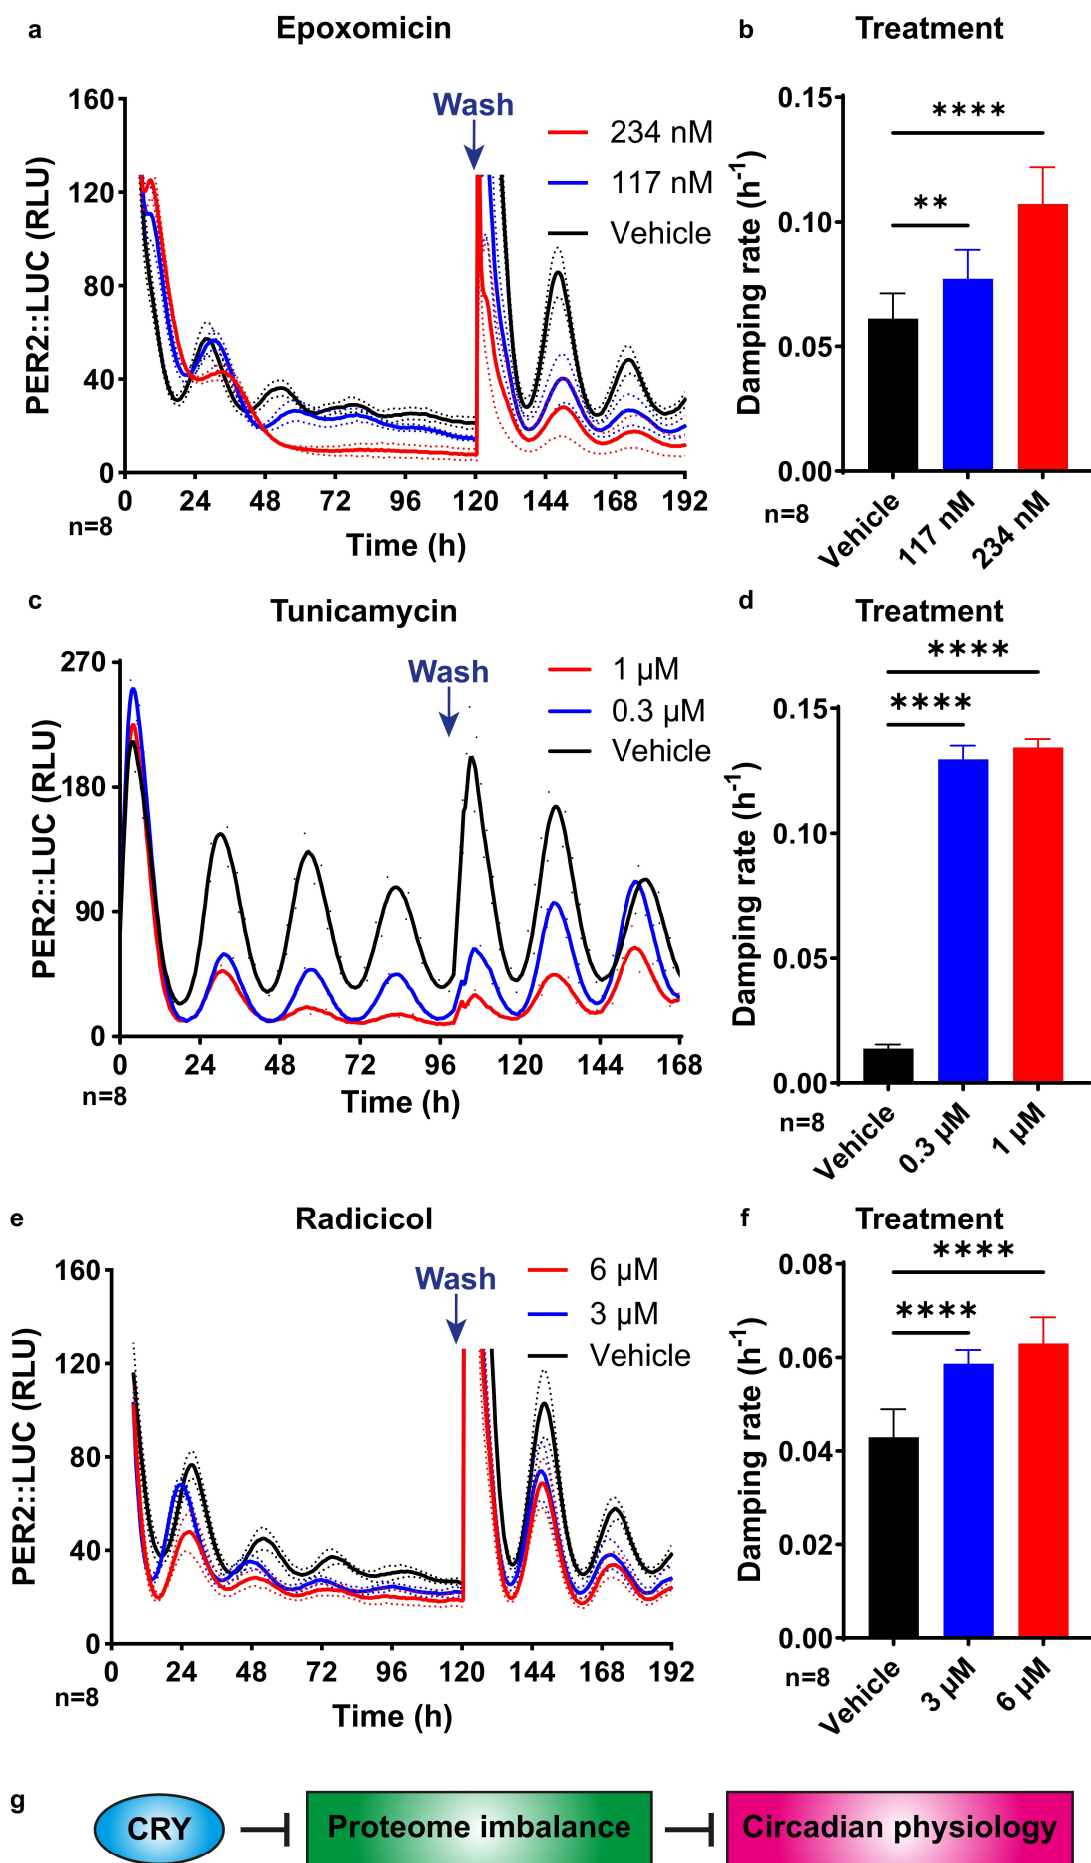 a
Epoxomicin
b
Treatment
Wash
234 nM
117 nM
Vehicle
PER2::LUC (RLU)
160
120
80
40
0
0 24 48 72 96 120 144 168 192
n=8
Time (h)
Damping rate (h-1)
0.15
0.10
0.05
0.00
****
**
n=8
Vehicle
117 nM
234 nM
c
Tunicamycin
d
Treatment
Wash
1 µM
0.3 µM
Vehicle
PER2::LUC (RLU)
270
180
90
0
0 24 48 72 96 120 144 168
n=8
Time (h)
Damping rate (h-1)
0.15
0.10
0.05
0.00
****
****
n=8
Vehicle
0.3 µM
1 µM
e
Radicicol
f
Treatment
Wash
6 µM
3 µM
Vehicle
PER2::LUC (RLU)
160
120
80
40
0
0 24 48 72 96 120 144 168 192
n=8
Time (h)
Damping rate (h-1)
0.08
0.06
0.04
0.02
0.00
****
****
n=8
Vehicle
3 µM
6 µM
g
CRY
Proteome imbalance
Circadian physiology